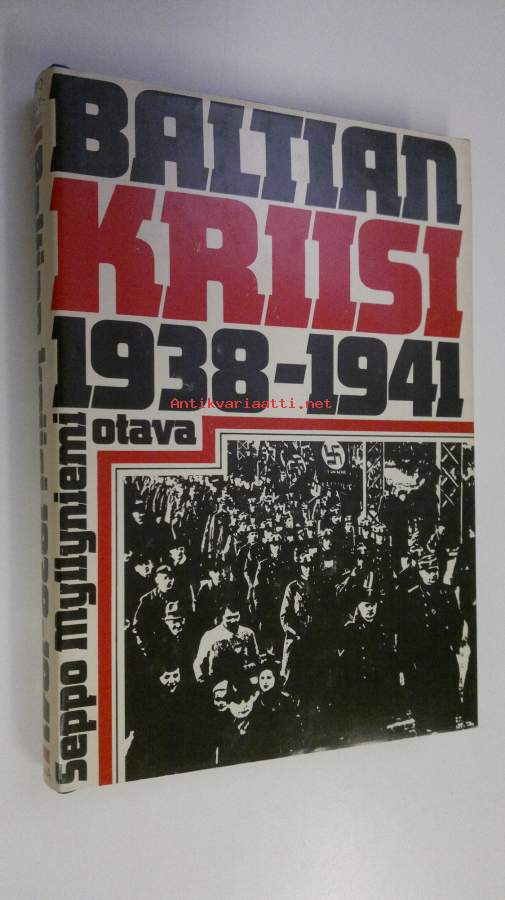 BALTIAN
KRIISI
1938-1941
Antikvariaatti.net
otava
Seppo Myllyniemi